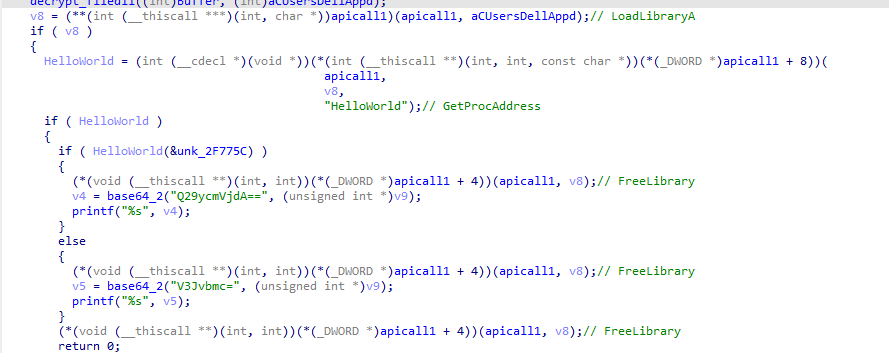 decrypt_filedll((int)Buffer, (int)aCUsersDellAppd);
v8 = (**(int (__thiscall ***)(int, char *))apicall1)(apicall1, aCUsersDellAppd);// LoadLibraryA
if ( v8 )
{
HelloWorld = (int (__cdecl *)(void *))(*(int (__thiscall **)(int, int, const char *))(*(_DWORD *)apicall1 + 8))(
apicall1,
v8,
"HelloWorld");// GetProcAddress
if ( HelloWorld )
{
if ( HelloWorld(&unk_2F775C) )
{
(*(void (__thiscall **)(int, int))(*(_DWORD *)apicall1 + 4))(apicall1, v8);// FreeLibrary
v4 = base64_2("Q29ycmVjdA==", (unsigned int *)v9);
printf("%s", v4);
}
else
{
(*(void (__thiscall **)(int, int))(*(_DWORD *)apicall1 + 4))(apicall1, v8);// FreeLibrary
v5 = base64_2("V3Jvbmc=", (unsigned int *)v9);
printf("%s", v5);
}
(*(void (__thiscall **)(int, int))(*(_DWORD *)apicall1 + 4))(apicall1, v8);// FreeLibrary
return 0;